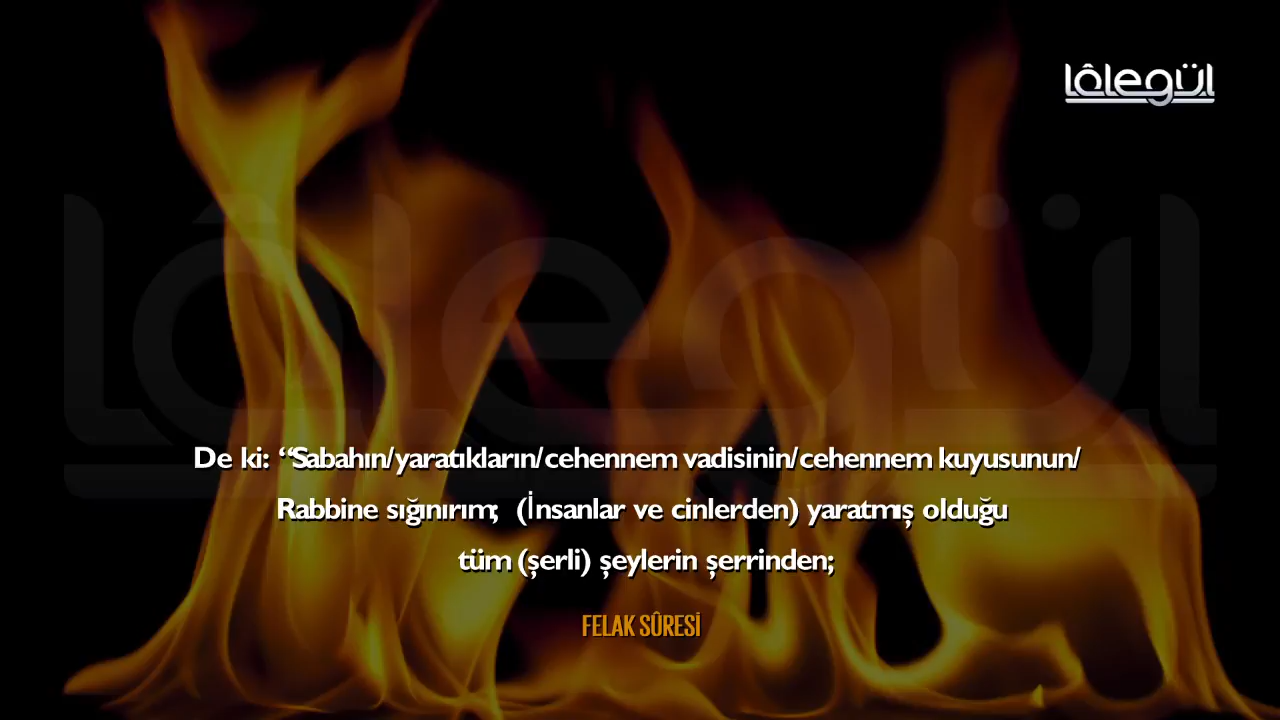 lâlegül
lâlegül
De ki: “Sabahın/yaratıkların/cehennem vadisinin/cehennem kuyusunun/
Rabbine sığınırım; (İnsanlar ve cinlerden) yaratmış olduğu
tüm (şerli) şeylerin şerrinden;
FELAK SÛRESİ